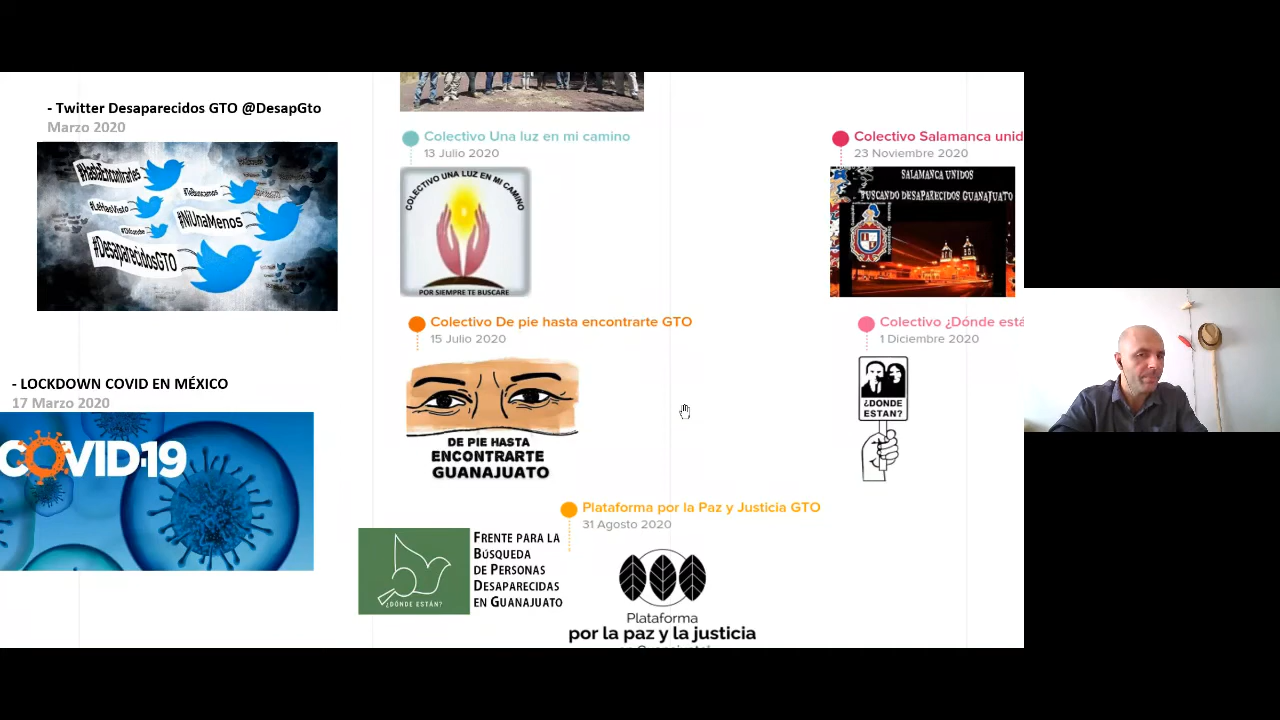 - Twitter Desaparecidos GTO @DesapGto
Marzo 2020
#HastaEncontrarles
#TeBuscamos
#LeHasVisto
#NiUnaMenos
#Difunde
#DesaparecidosGTO
- LOCKDOWN COVID EN MÉXICO
17 Marzo 2020
COVID-19
Colectivo Una luz en mi camino
13 Julio 2020
COLECTIVO UNA LUZ EN MI CAMINO
POR SIEMPRE TE BUSCARE
Colectivo De pie hasta encontrarte GTO
15 Julio 2020
DE PIE HASTA
ENCONTRARTE
GUANAJUATO
Plataforma por la Paz y Justicia GTO
31 Agosto 2020
¿DÓNDE ESTÁN?
FRENTE PARA LA
BÚSQUEDA
DE PERSONAS
DESAPARECIDAS
EN GUANAJUATO
Plataforma
por la paz y la justicia
Colectivo Salamanca unid
23 Noviembre 2020
SALAMANCA UNIDOS
BUSCANDO DESAPARECIDOS GUANAJUATO
Colectivo ¿Dónde está
1 Diciembre 2020
¿DONDE
ESTAN?